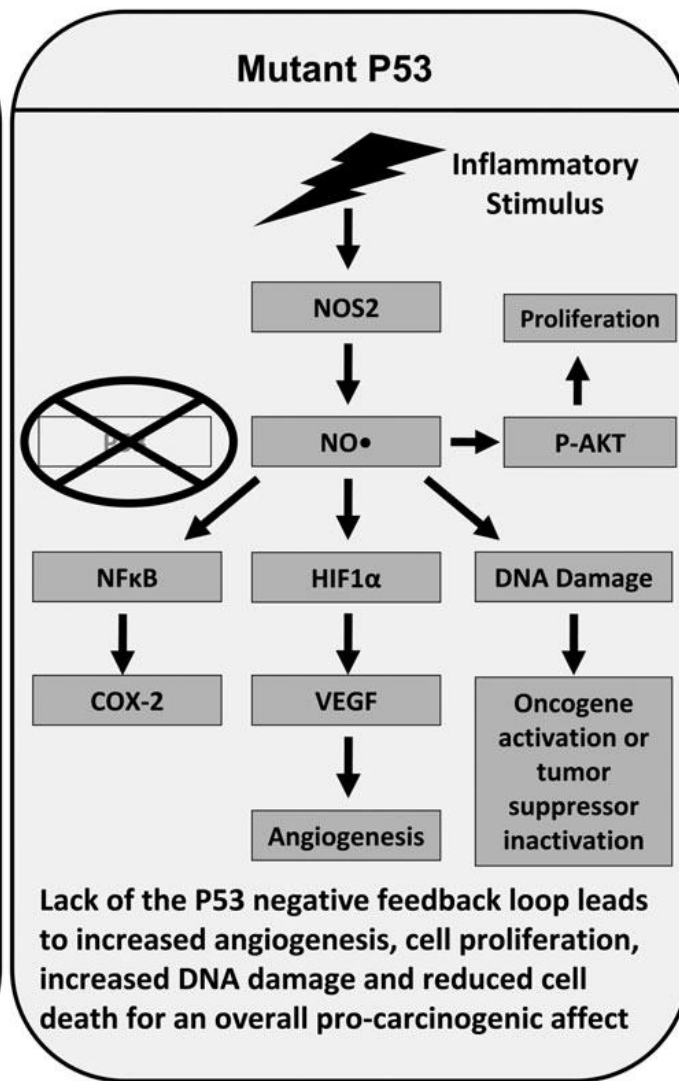 Mutant P53
Inflammatory
Stimulus
NOS2
Proliferation
NO●
P-AKT
NFκB
HIF1α
DNA Damage
COX-2
VEGF
Oncogene
activation or
tumor
suppressor
inactivation
Angiogenesis
Lack of the P53 negative feedback loop leads
to increased angiogenesis, cell proliferation,
increased DNA damage and reduced cell
death for an overall pro-carcinogenic affect